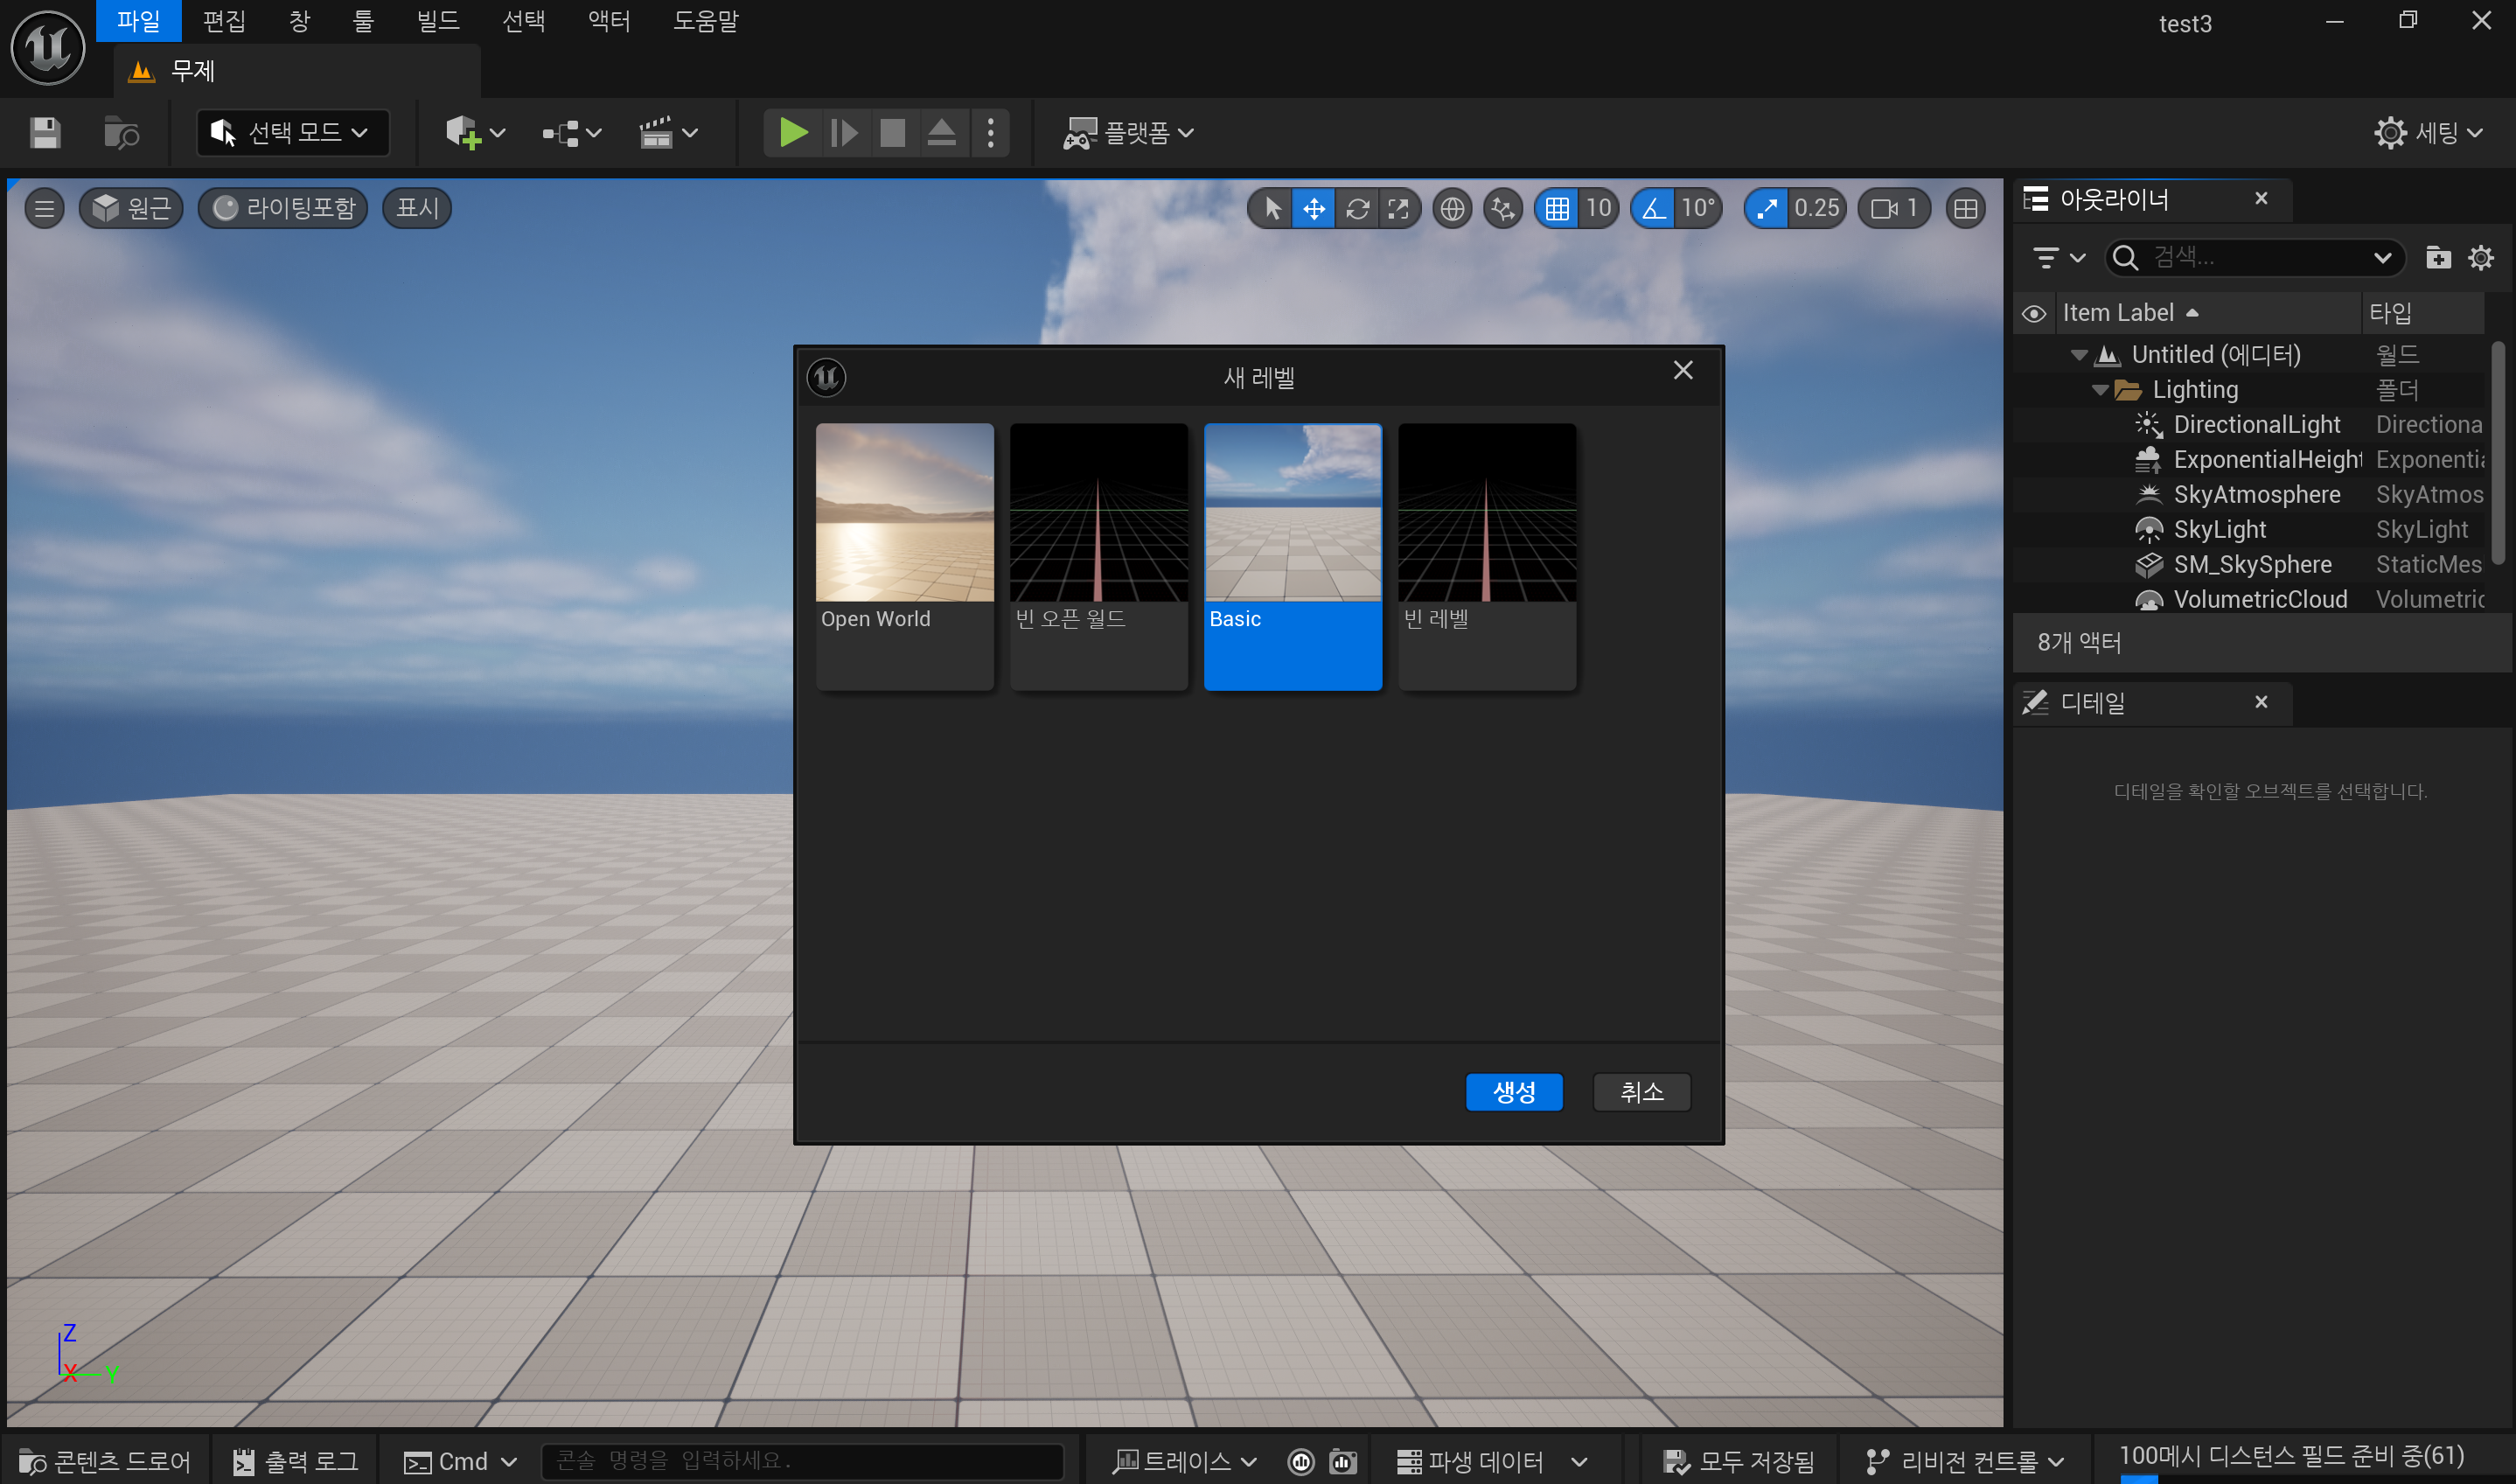 파일 편집 창 툴 빌드 선택 액터 도움말 test3
무제
선택 모드 플랫폼 세팅
원근 라이팅포함 표시 10 10° 0.25 1
아웃라이너
검색...
Item Label 타입
Untitled (에디터) 월드
Lighting 폴더
DirectionalLight Directiona
ExponentialHeight Exponentia
SkyAtmosphere SkyAtmos
SkyLight SkyLight
SM_SkySphere StaticMes
VolumetricCloud Volumetric
8개 액터
디테일
디테일을 확인할 오브젝트를 선택합니다.
새 레벨
Open World 빈 오픈 월드 Basic 빈 레벨
생성 취소
Z
X Y
콘텐츠 드로어 출력 로그 Cmd 콘솔 명령을 입력하세요. 트레이스 파생 데이터 모두 저장됨 리비전 컨트롤 100메시 디스턴스 필드 준비 중(61)